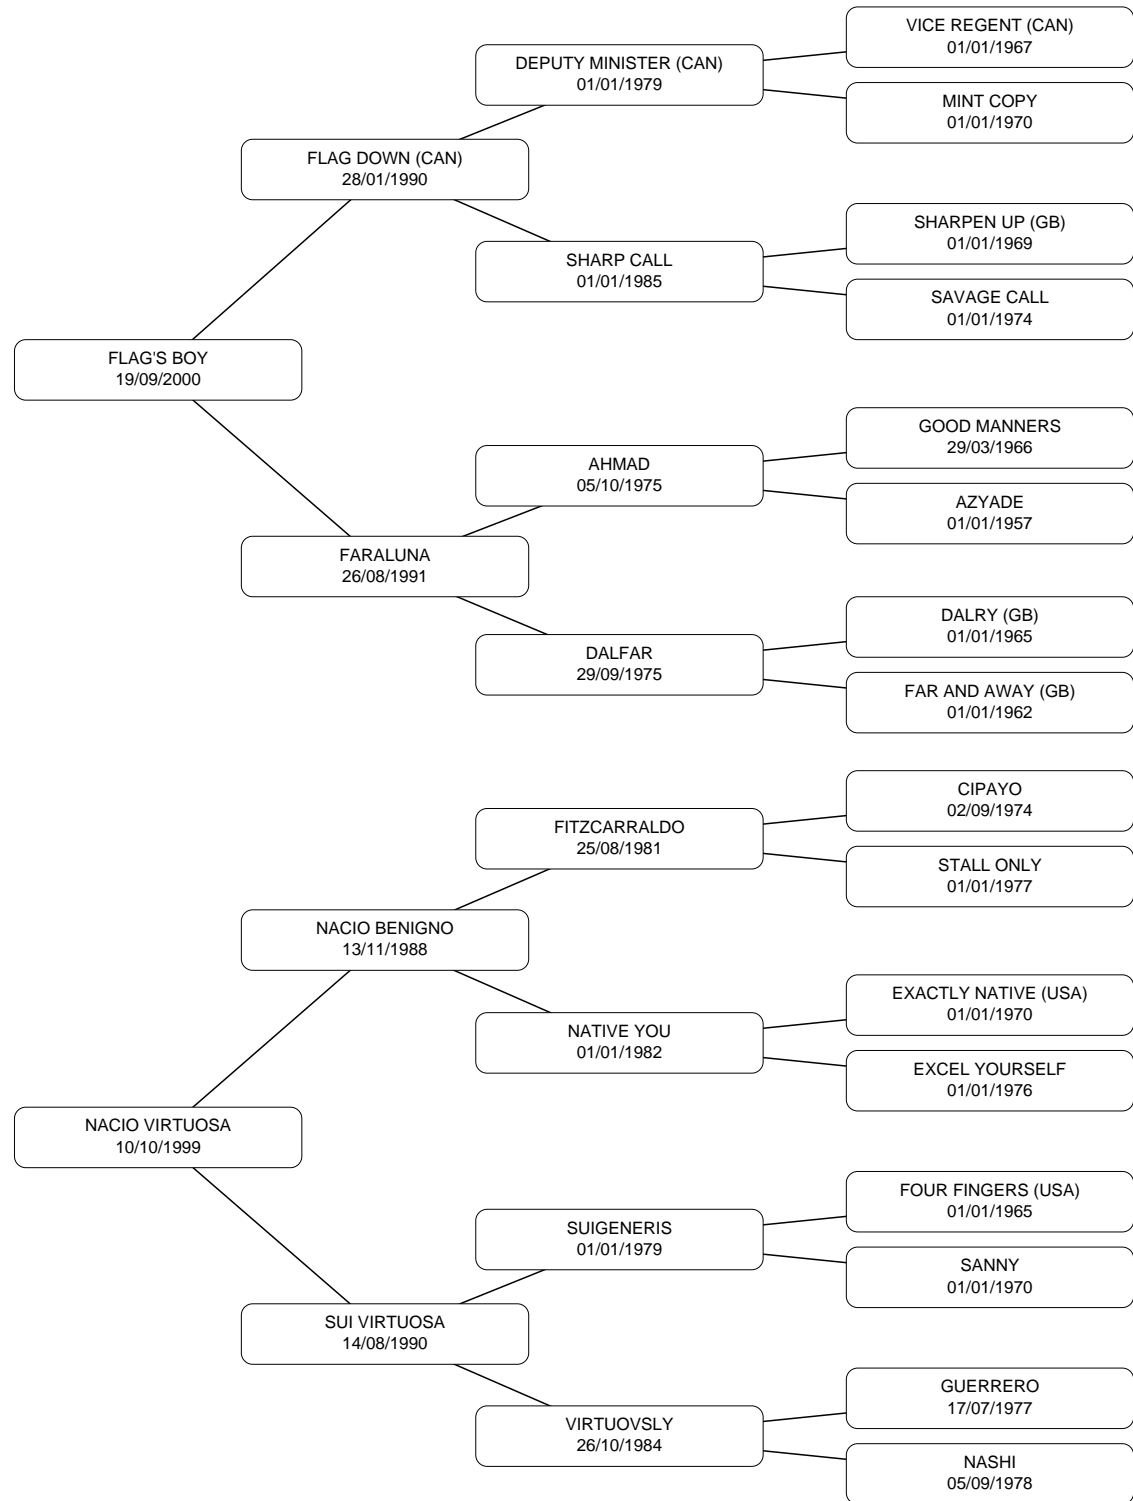 VICE REGENT (CAN)
01/01/1967
DEPUTY MINISTER (CAN)
01/01/1979
MINT COPY
01/01/1970
FLAG DOWN (CAN)
28/01/1990
SHARPEN UP (GB)
01/01/1969
SHARP CALL
01/01/1985
SAVAGE CALL
01/01/1974
FLAG'S BOY
19/09/2000
GOOD MANNERS
29/03/1966
AHMAD
05/10/1975
AZYADE
01/01/1957
FARALUNA
26/08/1991
DALRY (GB)
01/01/1965
DALFAR
29/09/1975
FAR AND AWAY (GB)
01/01/1962
CIPAYO
02/09/1974
FITZCARRALDO
25/08/1981
STALL ONLY
01/01/1977
NACIO BENIGNO
13/11/1988
EXACTLY NATIVE (USA)
01/01/1970
NATIVE YOU
01/01/1982
EXCEL YOURSELF
01/01/1976
NACIO VIRTUOSA
10/10/1999
FOUR FINGERS (USA)
01/01/1965
SUIGENERIS
01/01/1979
SANNY
01/01/1970
SUI VIRTUOSA
14/08/1990
GUERRERO
17/07/1977
VIRTUOVSLY
26/10/1984
NASHI
05/09/1978